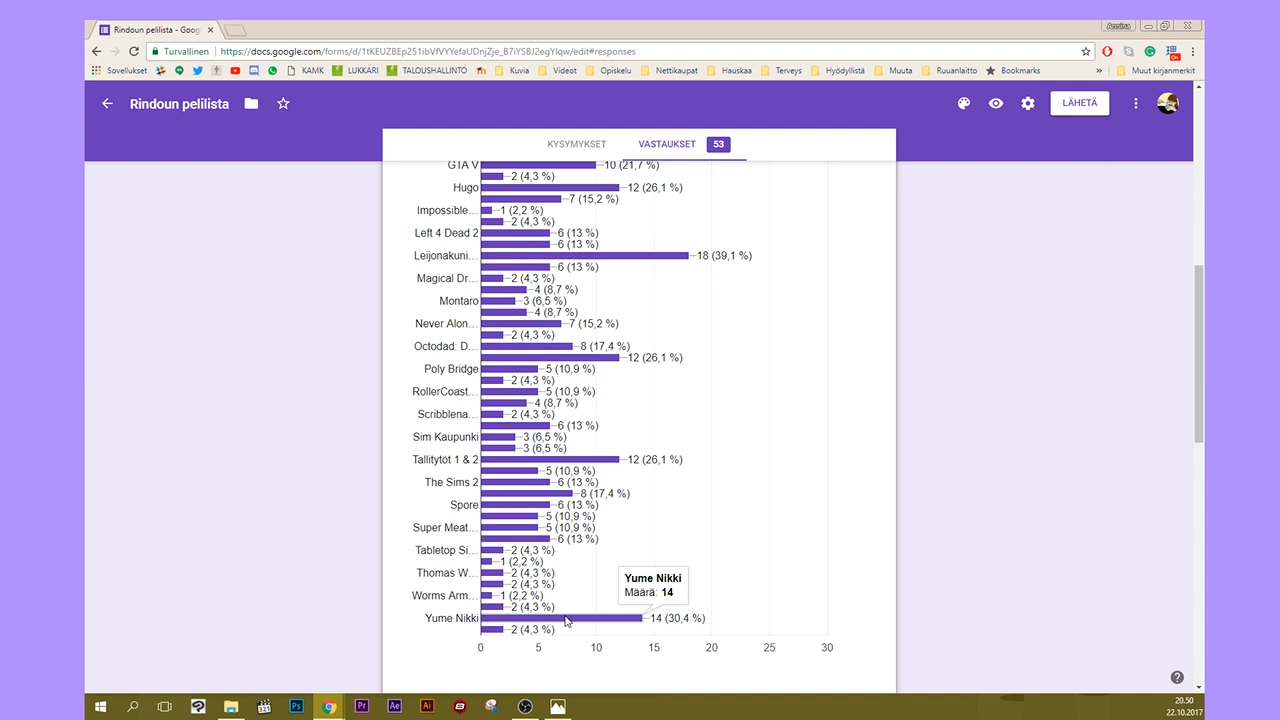 Rindoun pelilista - Goog
Annina
Turvallinen
https://docs.google.com/forms/d/1tKEUZBEp251ibVfVYYefaUDnjZje_B7iYSBJ2egYlqw/edit#responses
Sovellukset
KAMK
LUKKARI
TALOUSHALLINTO
Kuvia
Videot
Opiskelu
Nettikaupat
Hauskaa
Terveys
Hyödyllistä
Muuta
Ruuanlaitto
Bookmarks
»
Muut kirjanmerkit
Rindoun pelilista
LÄHETÄ
KYSYMYKSET
VASTAUKSET 53
GTA V 10 (21,7 %)
2 (4,3 %)
Hugo 12 (26,1 %)
7 (15,2 %)
Impossible... 1 (2,2 %)
2 (4,3 %)
Left 4 Dead 2 6 (13 %)
6 (13 %)
Leijonakuni... 18 (39,1 %)
6 (13 %)
Magical Dr... 2 (4,3 %)
4 (8,7 %)
Montaro 3 (6,5 %)
4 (8,7 %)
Never Alon... 7 (15,2 %)
2 (4,3 %)
Octodad: D... 8 (17,4 %)
12 (26,1 %)
Poly Bridge 5 (10,9 %)
2 (4,3 %)
RollerCoast... 5 (10,9 %)
4 (8,7 %)
Scribblena... 2 (4,3 %)
6 (13 %)
Sim Kaupunki 3 (6,5 %)
3 (6,5 %)
Tallitytöt 1 & 2 12 (26,1 %)
5 (10,9 %)
The Sims 2 6 (13 %)
8 (17,4 %)
Spore 6 (13 %)
5 (10,9 %)
Super Meat... 5 (10,9 %)
6 (13 %)
Tabletop Si... 2 (4,3 %)
1 (2,2 %)
Thomas W... 2 (4,3 %)
2 (4,3 %)
Worms Arm... 1 (2,2 %)
2 (4,3 %)
Yume Nikki
Määrä: 14
Yume Nikki 14 (30,4 %)
2 (4,3 %)
0 5 10 15 20 25 30
Ps
Pr
Ae
Ai
20.50
22.10.2017